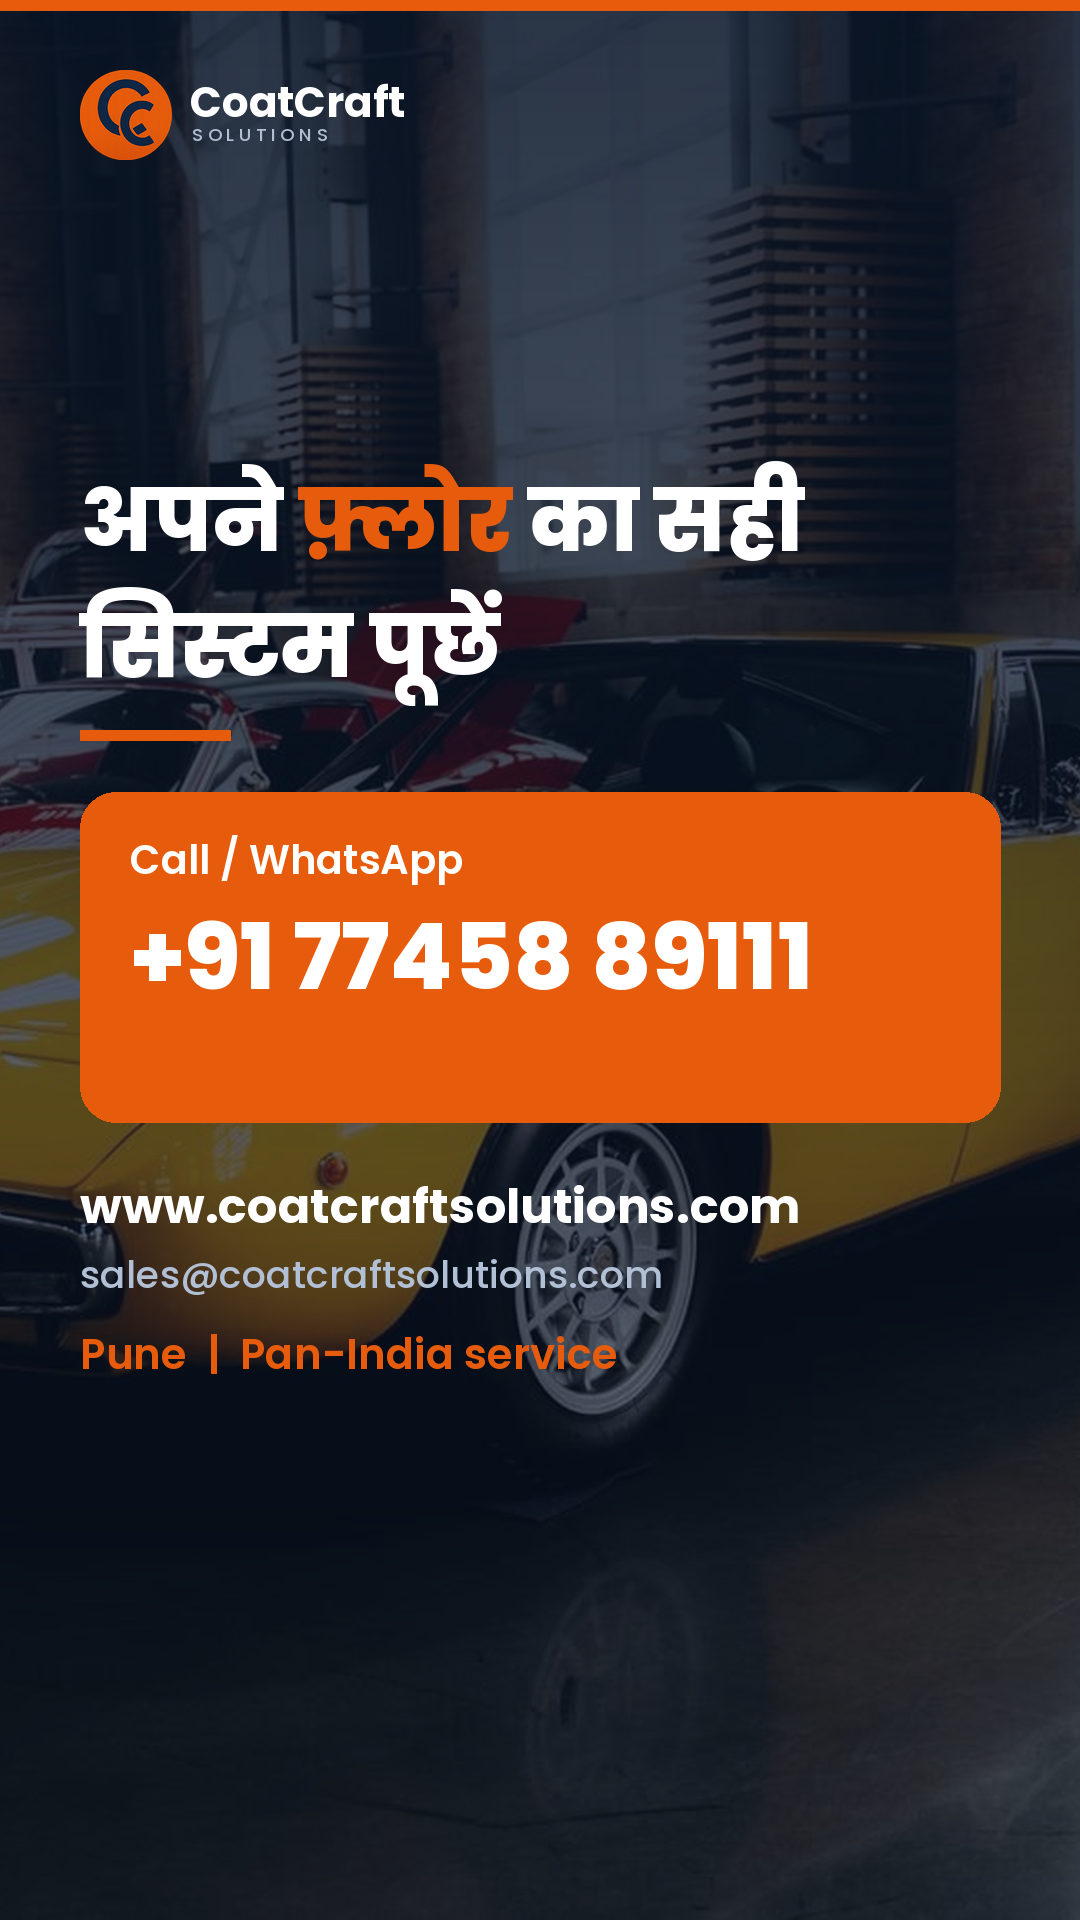 CoatCraft
SOLUTIONS
अपने फ़्लोर का सही
सिस्टम पूछें
Call / WhatsApp
+91 77458 89111
www.coatcraftsolutions.com
sales@coatcraftsolutions.com
Pune | Pan-India service